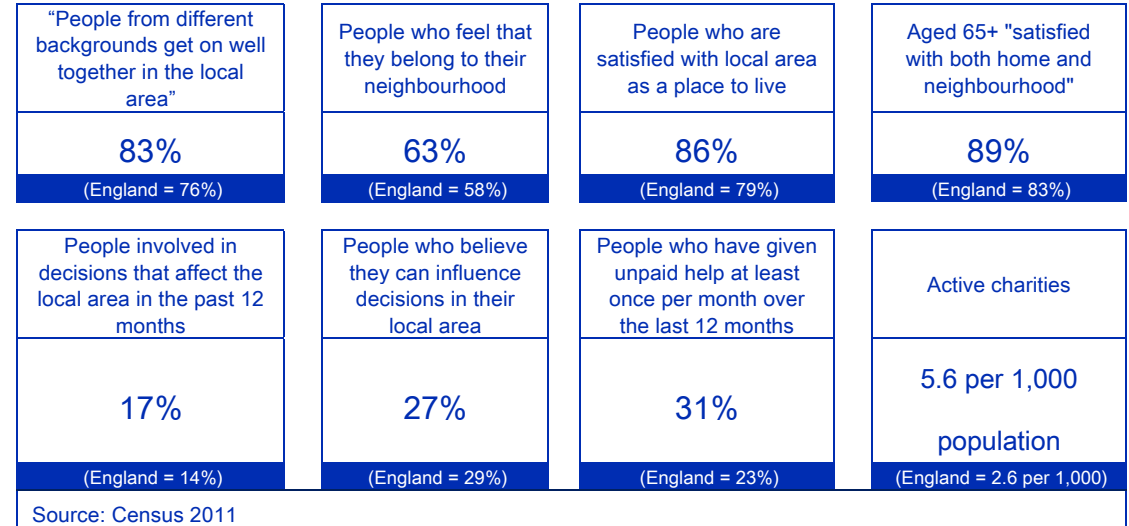 “People from different
backgrounds get on well
together in the local
area”
83%
(England = 76%)
People who feel that
they belong to their
neighbourhood
63%
(England = 58%)
People who are
satisfied with local area
as a place to live
86%
(England = 79%)
Aged 65+ "satisfied
with both home and
neighbourhood"
89%
(England = 83%)
People involved in
decisions that affect the
local area in the past 12
months
17%
(England = 14%)
People who believe
they can influence
decisions in their
local area
27%
(England = 29%)
People who have given
unpaid help at least
once per month over
the last 12 months
31%
(England = 23%)
Active charities
5.6 per 1,000
population
(England = 2.6 per 1,000)
Source: Census 2011